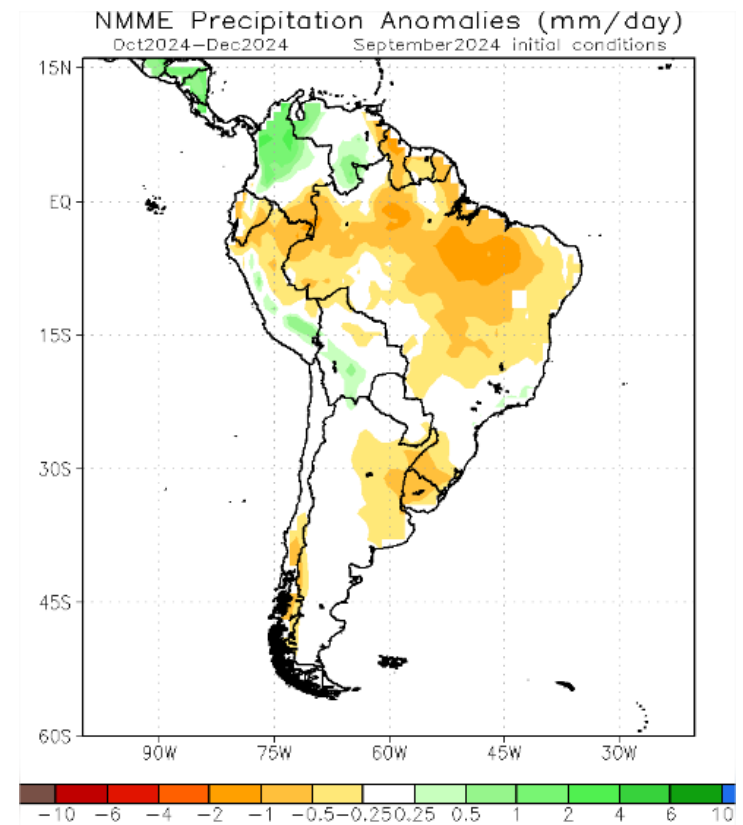 NMME Precipitation Anomalies (mm/day)
Oct2024–Dec2024 September2024 initial conditions
15N
EQ
15S
30S
45S
60S
90W 75W 60W 45W 30W
−10 −6 −4 −2 −1 −0.5 −0.25 0.25 0.5 1 2 4 6 10